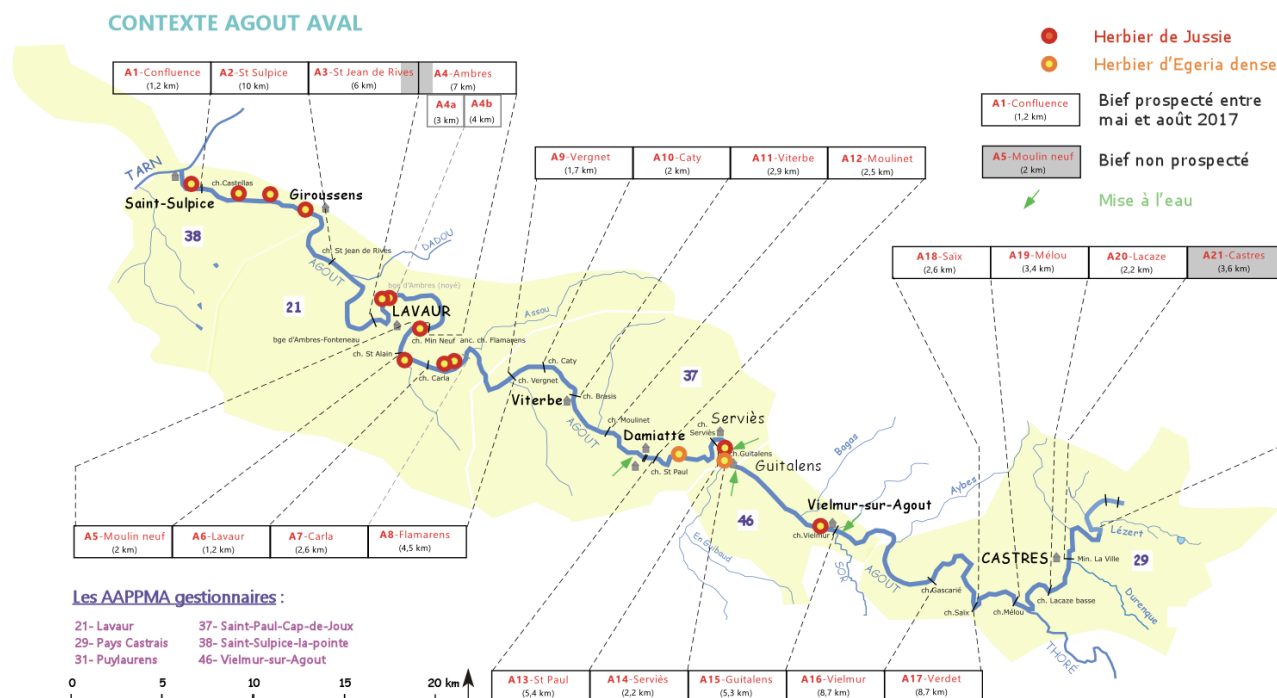 CONTEXTE AGOUT AVAL
Herbier de Jussie
Herbier d'Egeria dense
A1-Confluence
(1,2 km)
Bief prospecté entre
mai et août 2017
A5-Moulin neuf
(2 km)
Bief non prospecté
Mise à l'eau
A1-Confluence
(1,2 km)
A2-St Sulpice
(10 km)
A3-St Jean de Rives
(6 km)
A4-Ambres
(7 km)
A4a
(3 km)
A4b
(4 km)
A9-Vergnet
(1,7 km)
A10-Caty
(2 km)
A11-Viterbe
(2,9 km)
A12-Moulinet
(2,5 km)
A18-Saïx
(2,6 km)
A19-Mélou
(3,4 km)
A20-Lacaze
(2,2 km)
A21-Castres
(3,6 km)
TARN
ch. Castellas
Saint-Sulpice
Giroussens
38
ch. St Jean de Rives
DADOU
AGOUT
bge d'Ambres (noyé)
21
LAVAUR
Assou
bge d'Ambres-Fonteneau
ch. Min Neuf
anc. ch. Flamarens
ch. St Alain
ch. Carla
ch. Caty
ch. Vergnet
37
Viterbe
ch. Brasis
AGOUT
ch. Moulinet
Serviès
ch.
Serviès
Damiatte
ch.Guitalens
ch. St Paul
Guitalens
Bagas
Aybes
Vielmur-sur-Agout
46
ch.Vielmur
En Guibaud
SOR
AGOUT
Lézert
CASTRES
Min. La Ville
29
ch.Gascarié
ch. Lacaze basse
Durenque
ch.Saïx
ch.Mélou
THORÉ
A5-Moulin neuf
(2 km)
A6-Lavaur
(1,2 km)
A7-Carla
(2,6 km)
A8-Flamarens
(4,5 km)
Les AAPPMA gestionnaires :
21- Lavaur
37- Saint-Paul-Cap-de-Joux
29- Pays Castrais
38- Saint-Sulpice-la-pointe
31- Puylaurens
46- Vielmur-sur-Agout
0 5 10 15 20 km
A13-St Paul
(5,4 km)
A14-Serviès
(2,2 km)
A15-Guitalens
(5,3 km)
A16-Vielmur
(8,7 km)
A17-Verdet
(8,7 km)